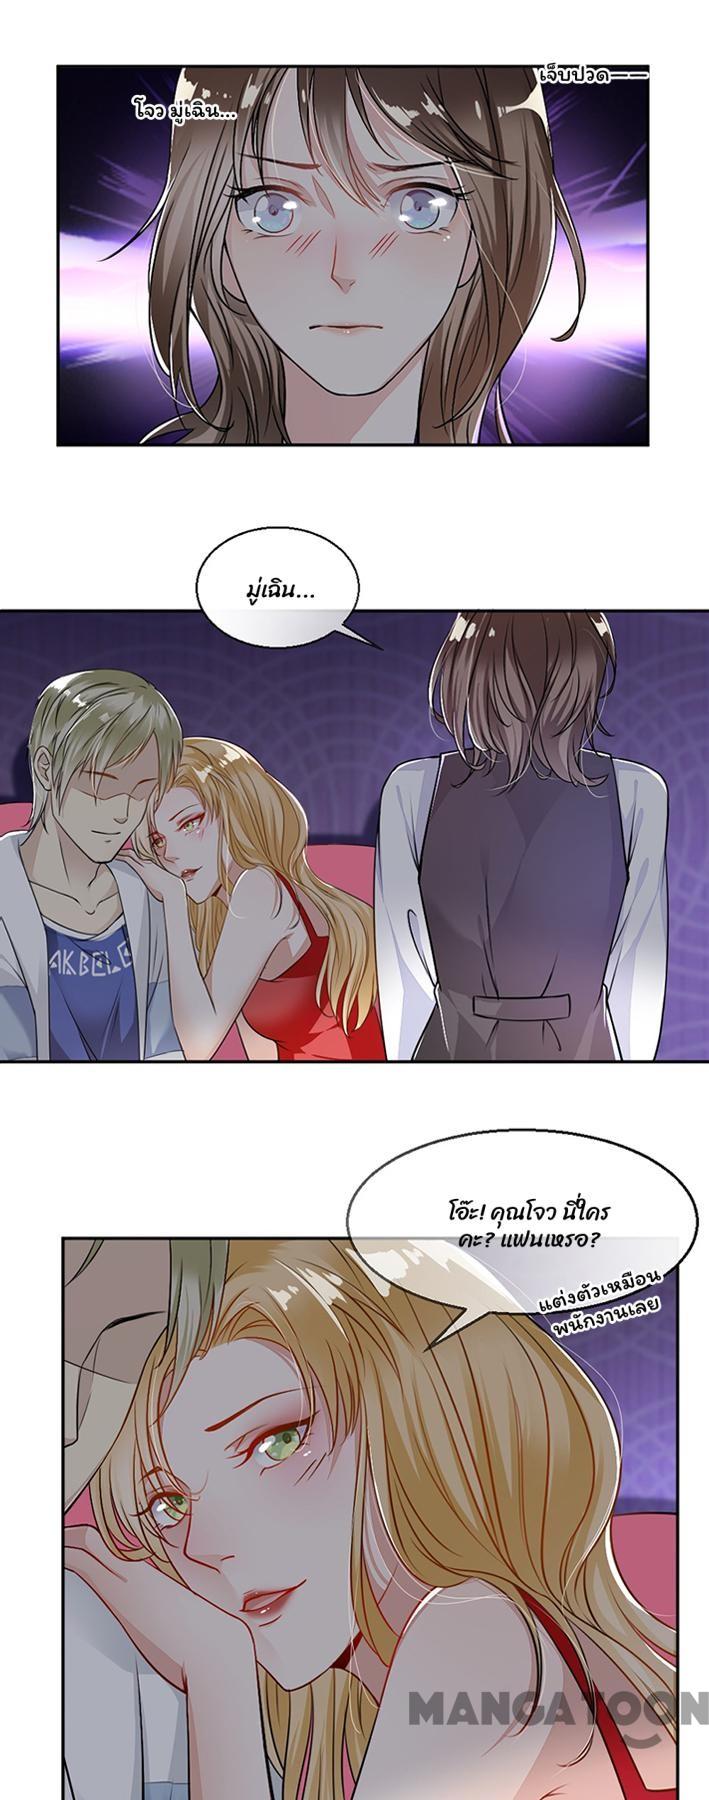 เจ็บปวด——
โจว มู่เฉิน...
มู่เฉิน...
AKBELE
โอ๊ะ! คุณโจว นี่ใคร
คะ? แฟนเหรอ?
แต่งตัวเหมือน
พนักงานเลย
MANGATOON